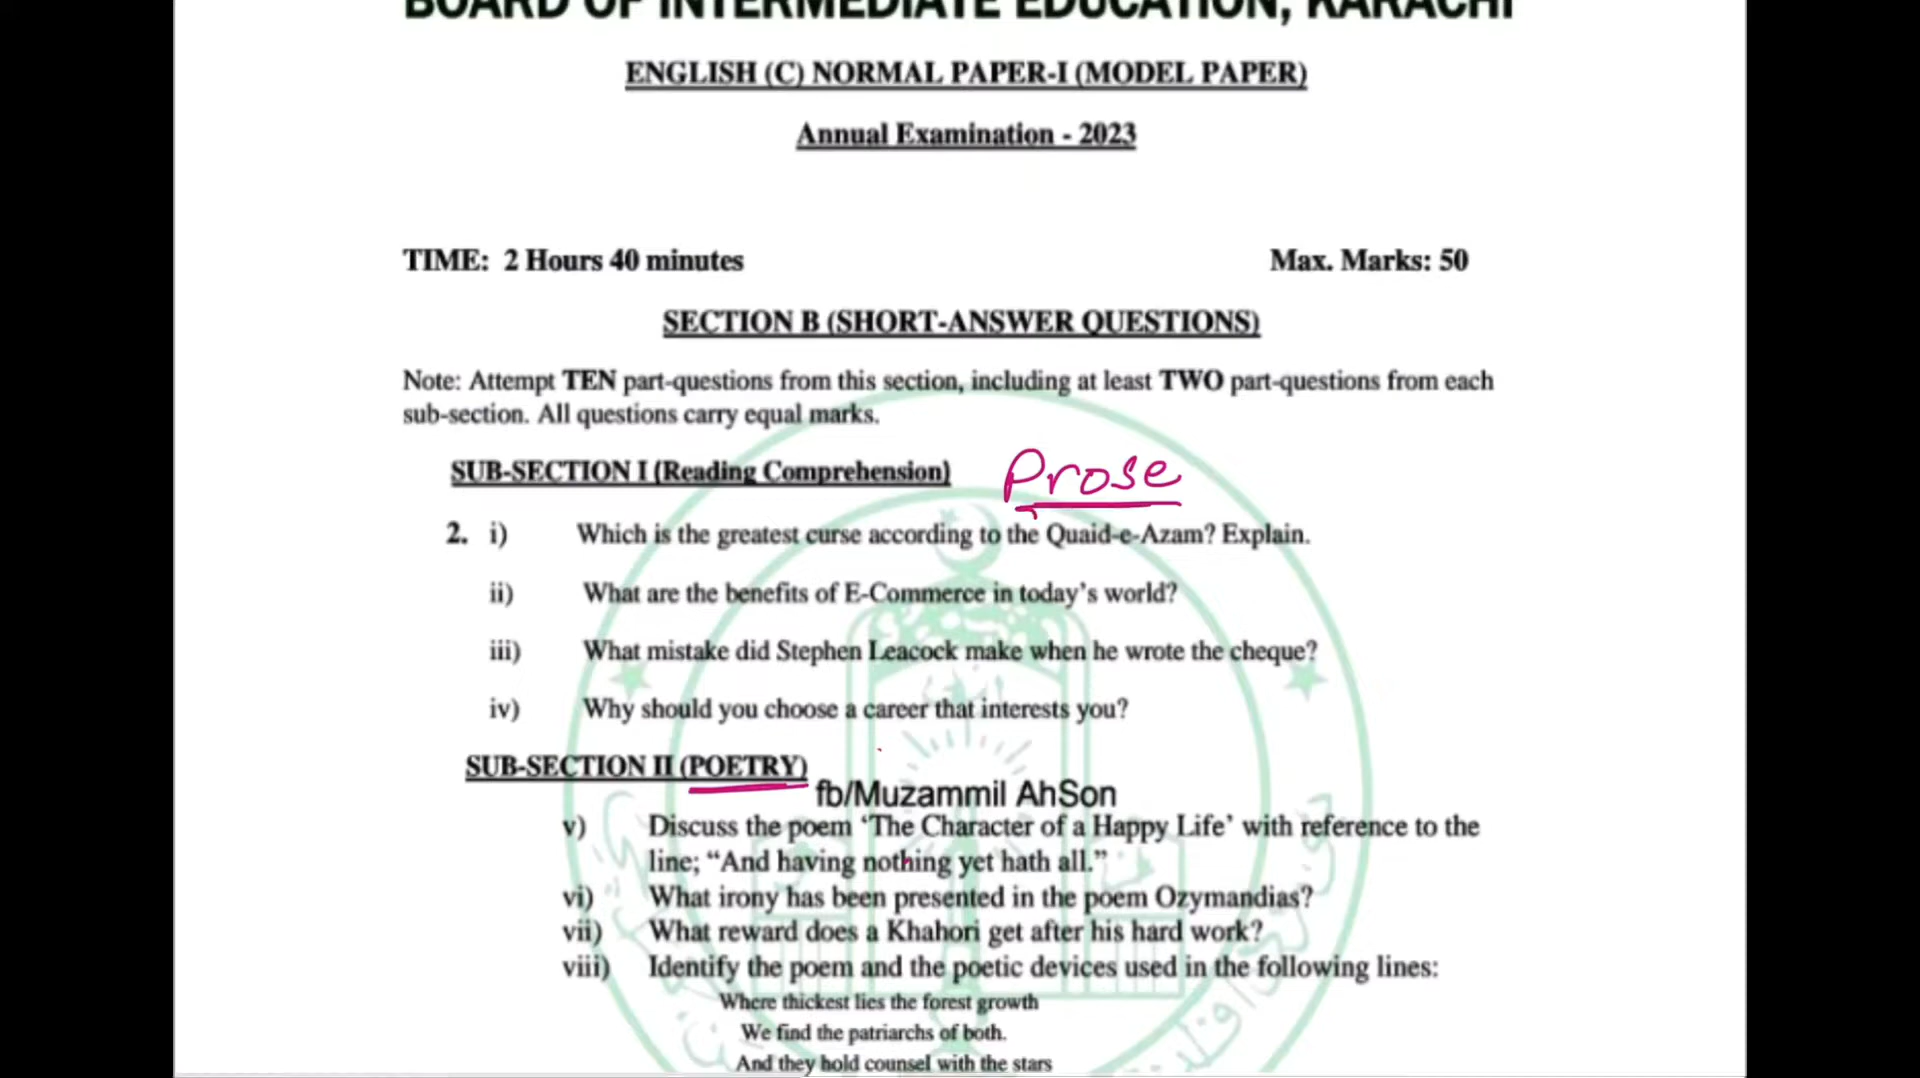 BOARD OF INTERMEDIATE EDUCATION, KARACHI
ENGLISH (C) NORMAL PAPER-I (MODEL PAPER)
Annual Examination - 2023
TIME: 2 Hours 40 minutes Max. Marks: 50
SECTION B (SHORT-ANSWER QUESTIONS)
Note: Attempt TEN part-questions from this section, including at least TWO part-questions from each
sub-section. All questions carry equal marks.
SUB-SECTION I (Reading Comprehension) Prose
2. i) Which is the greatest curse according to the Quaid-e-Azam? Explain.
ii) What are the benefits of E-Commerce in today's world?
iii) What mistake did Stephen Leacock make when he wrote the cheque?
iv) Why should you choose a career that interests you?
SUB-SECTION II (POETRY)
fb/Muzammil AhSon
v) Discuss the poem ‘The Character of a Happy Life’ with reference to the
line; “And having nothing yet hath all.”
vi) What irony has been presented in the poem Ozymandias?
vii) What reward does a Khahori get after his hard work?
viii) Identify the poem and the poetic devices used in the following lines:
Where thickest lies the forest growth
We find the patriarchs of both.
And they hold counsel with the stars